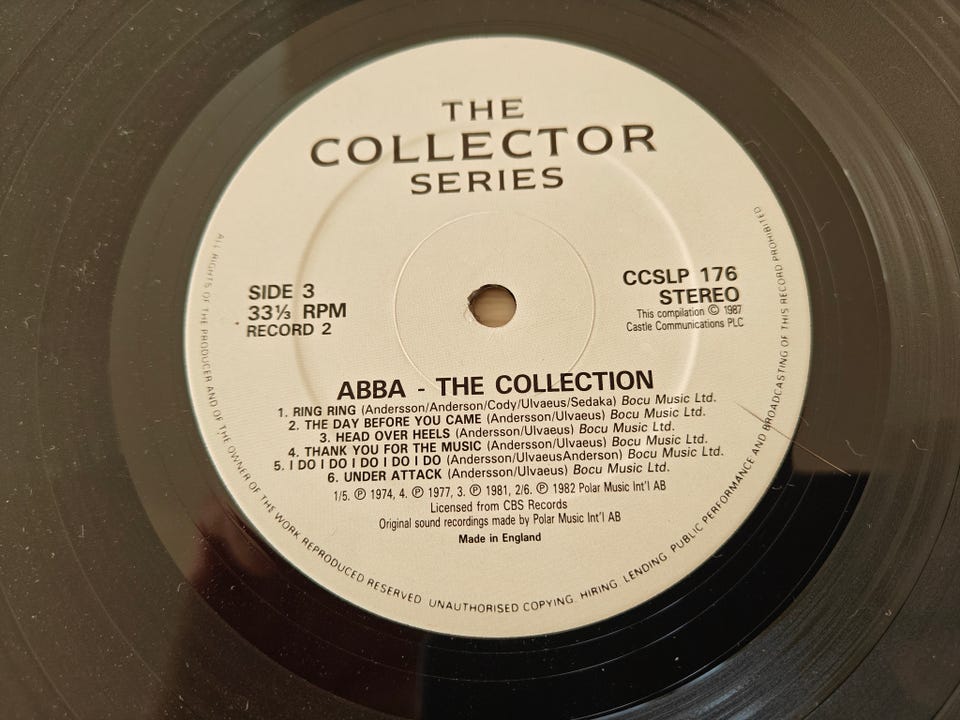 THE
COLLECTOR
SERIES
SIDE 3
33⅓ RPM
RECORD 2
CCSLP 176
STEREO
This compilation © 1987
Castle Communications PLC
ABBA - THE COLLECTION
1. RING RING (Andersson/Anderson/Cody/Ulvaeus/Sedaka) Bocu Music Ltd.
2. THE DAY BEFORE YOU CAME (Andersson/Ulvaeus) Bocu Music Ltd.
3. HEAD OVER HEELS (Andersson/Ulvaeus) Bocu Music Ltd.
4. THANK YOU FOR THE MUSIC (Andersson/Ulvaeus) Bocu Music Ltd.
5. I DO I DO I DO I DO I DO (Andersson/UlvaeusAnderson) Bocu Music Ltd.
6. UNDER ATTACK (Andersson/Ulvaeus) Bocu Music Ltd.
1/5. ℗ 1974, 4. ℗ 1977, 3. ℗ 1981, 2/6. ℗ 1982 Polar Music Int'l AB
Licensed from CBS Records
Original sound recordings made by Polar Music Int'l AB
Made in England
ALL RIGHTS OF THE PRODUCER AND OF THE OWNER OF THE WORK REPRODUCED RESERVED. UNAUTHORISED COPYING. HIRING. LENDING. PUBLIC PERFORMANCE AND BROADCASTING OF THIS RECORD PROHIBITED